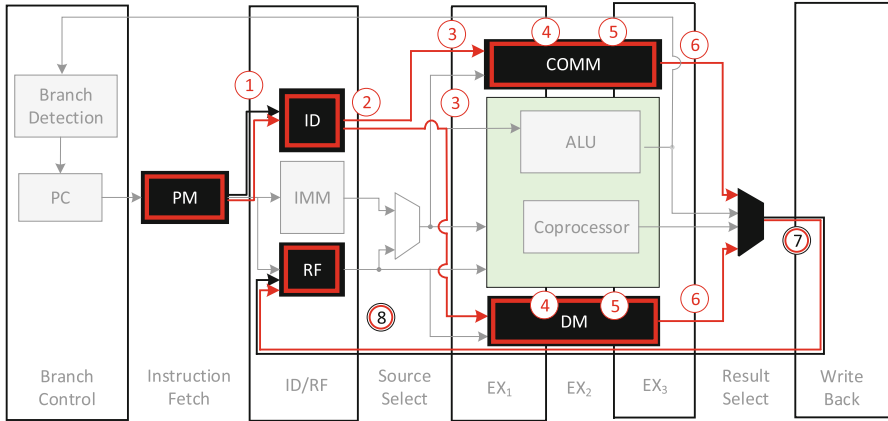 3
4
5
6
COMM
1
2
3
Branch
Detection
ID
ALU
PC
PM
IMM
Coprocessor
RF
7
8
4
5
6
DM
Branch
Control
Instruction
Fetch
ID/RF
Source
Select
EX1
EX2
EX3
Result
Select
Write
Back